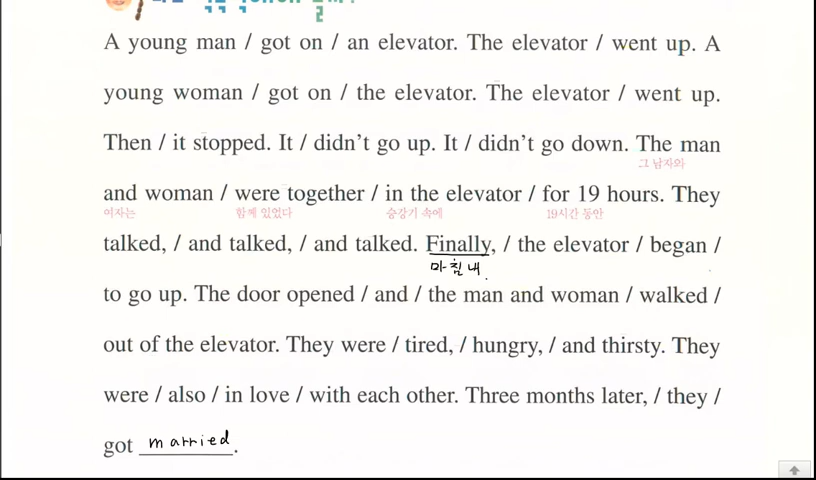 A young man / got on / an elevator. The elevator / went up. A
young woman / got on / the elevator. The elevator / went up.
Then / it stopped. It / didn't go up. It / didn't go down. The man
그 남자와
and woman / were together / in the elevator / for 19 hours. They
여자는 함께 있었다 승강기 속에 19시간 동안
talked, / and talked, / and talked. Finally, / the elevator / began /
마침내
to go up. The door opened / and / the man and woman / walked /
out of the elevator. They were / tired, / hungry, / and thirsty. They
were / also / in love / with each other. Three months later, / they /
got married.